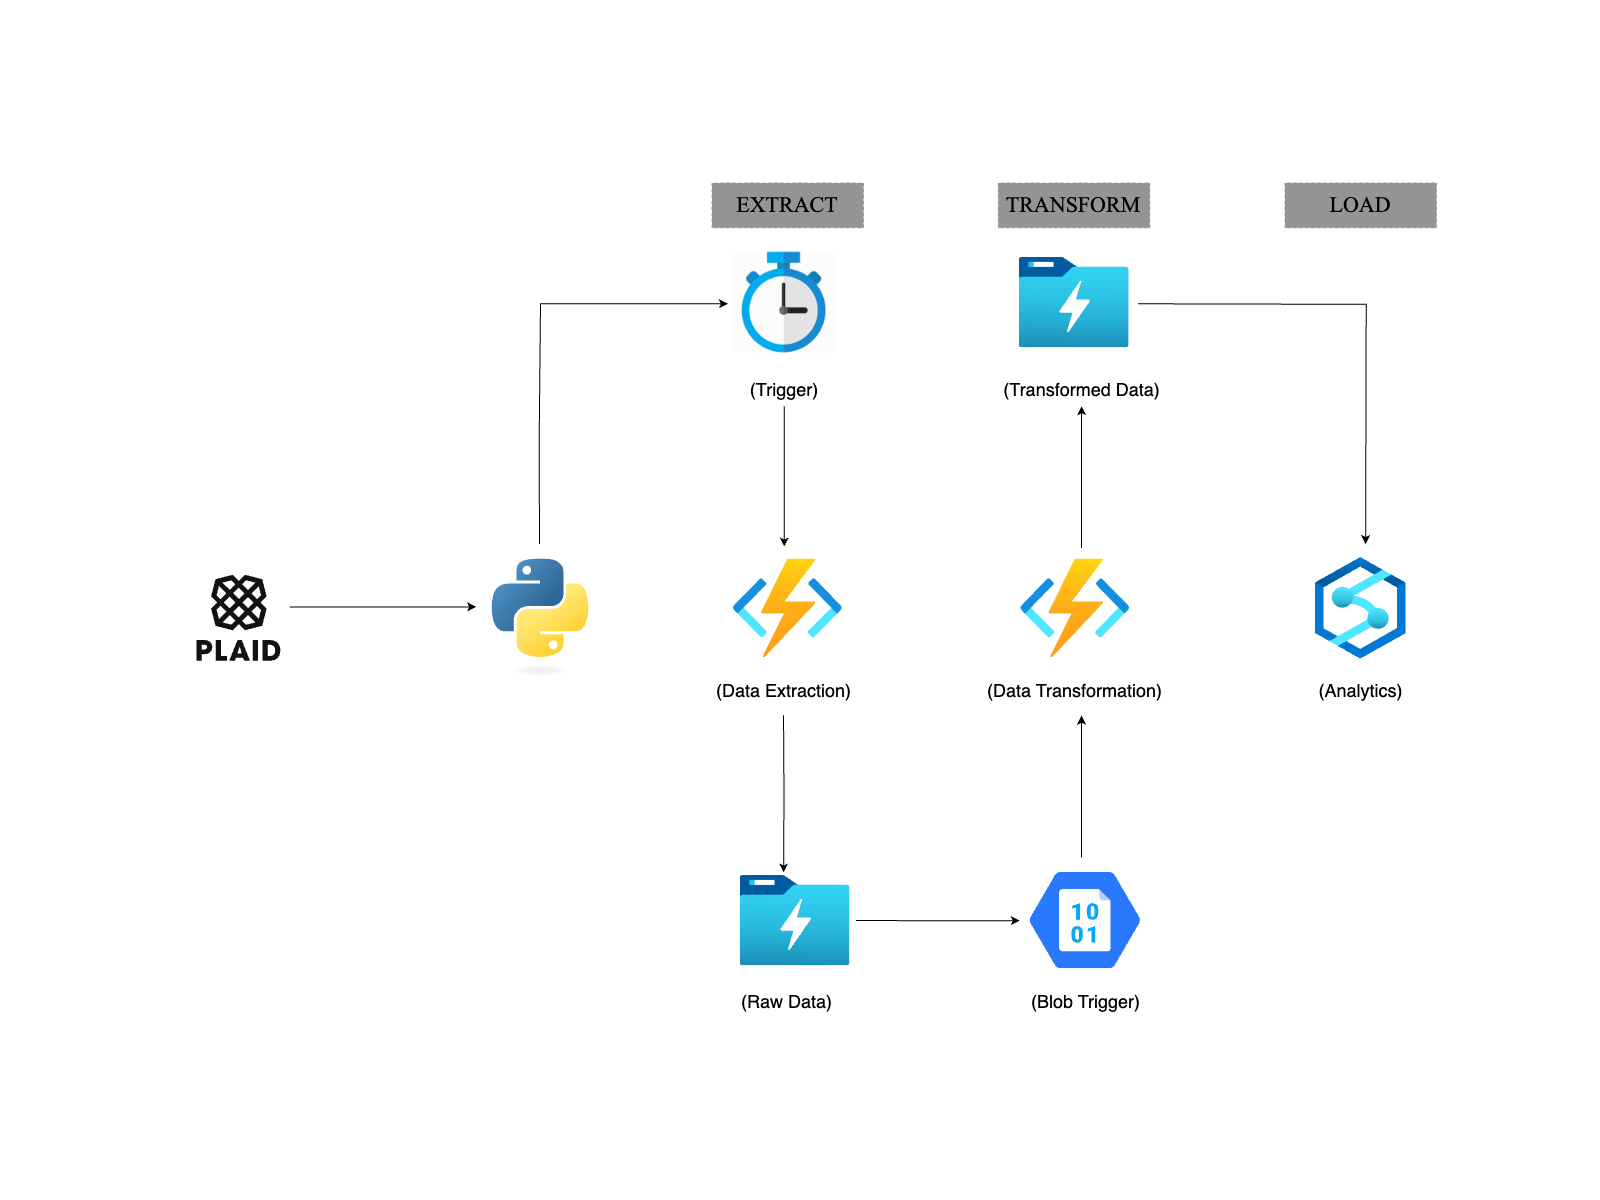 EXTRACT
TRANSFORM
LOAD
(Trigger)
(Transformed Data)
PLAID
(Data Extraction)
(Data Transformation)
(Analytics)
10
01
(Raw Data)
(Blob Trigger)